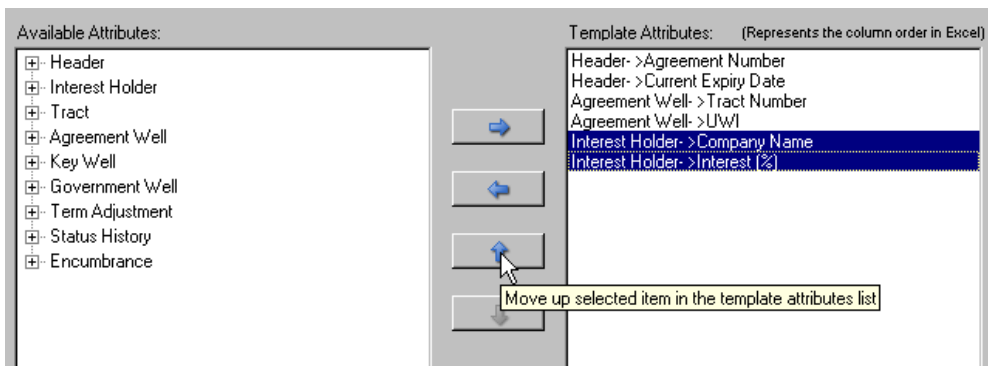 Available Attributes:
Header
Interest Holder
Tract
Agreement Well
Key Well
Government Well
Term Adjustment
Status History
Encumbrance
Template Attributes: (Represents the column order in Excel)
Header->Agreement Number
Header->Current Expiry Date
Agreement Well->Tract Number
Agreement Well->UWI
Interest Holder->Company Name
Interest Holder->Interest (%)
Move up selected item in the template attributes list